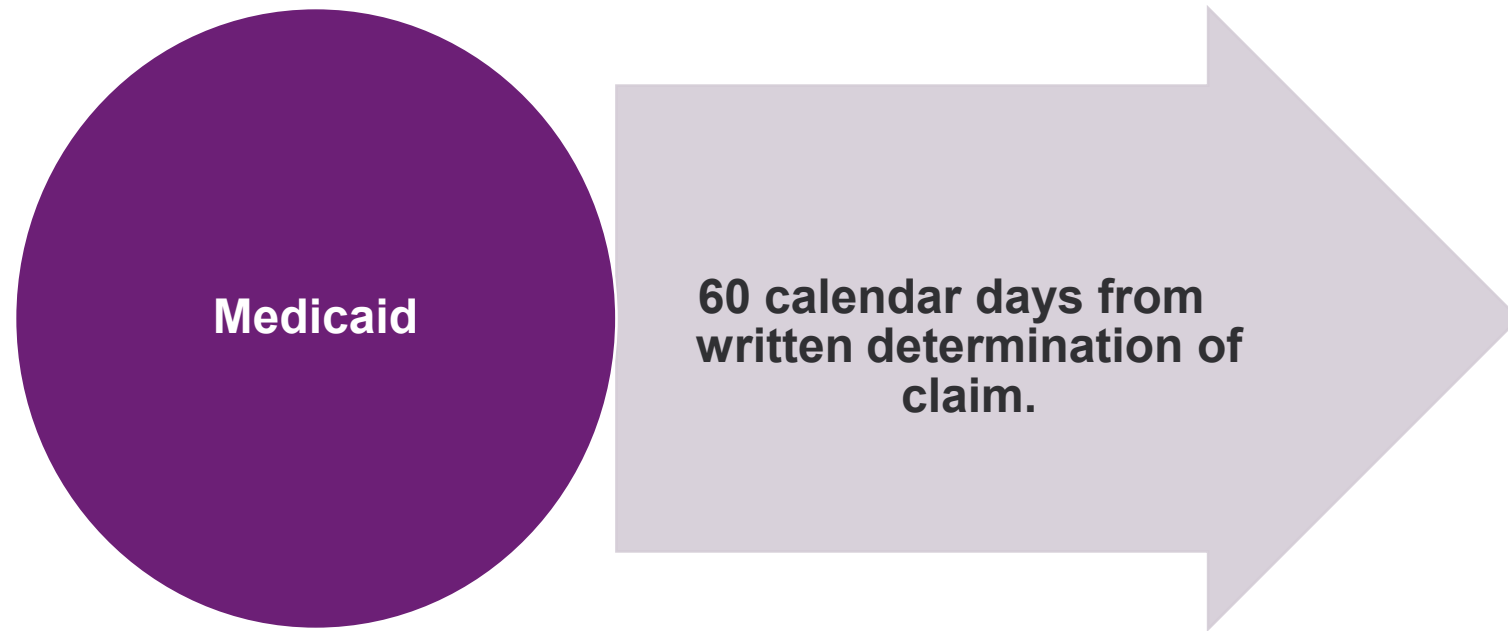 Medicaid
60 calendar days from
written determination of
claim.